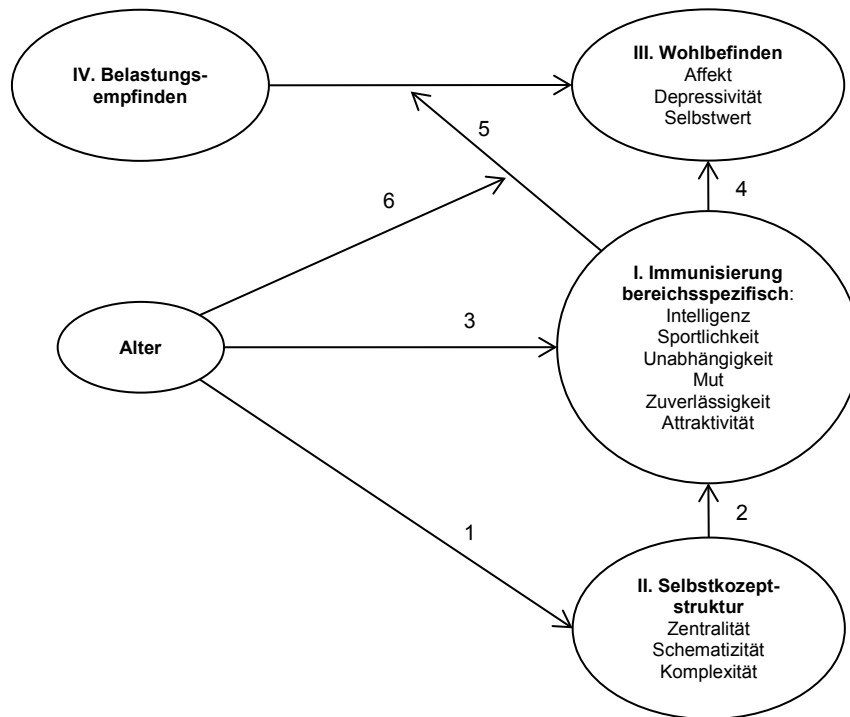 IV. Belastungs-
empfinden
III. Wohlbefinden
Affekt
Depressivität
Selbstwert
5
4
6
I. Immunisierung
bereichsspezifisch:
Intelligenz
Sportlichkeit
Unabhängigkeit
Mut
Zuverlässigkeit
Attraktivität
3
Alter
1
2
II. Selbstkozept-
struktur
Zentralität
Schematizität
Komplexität